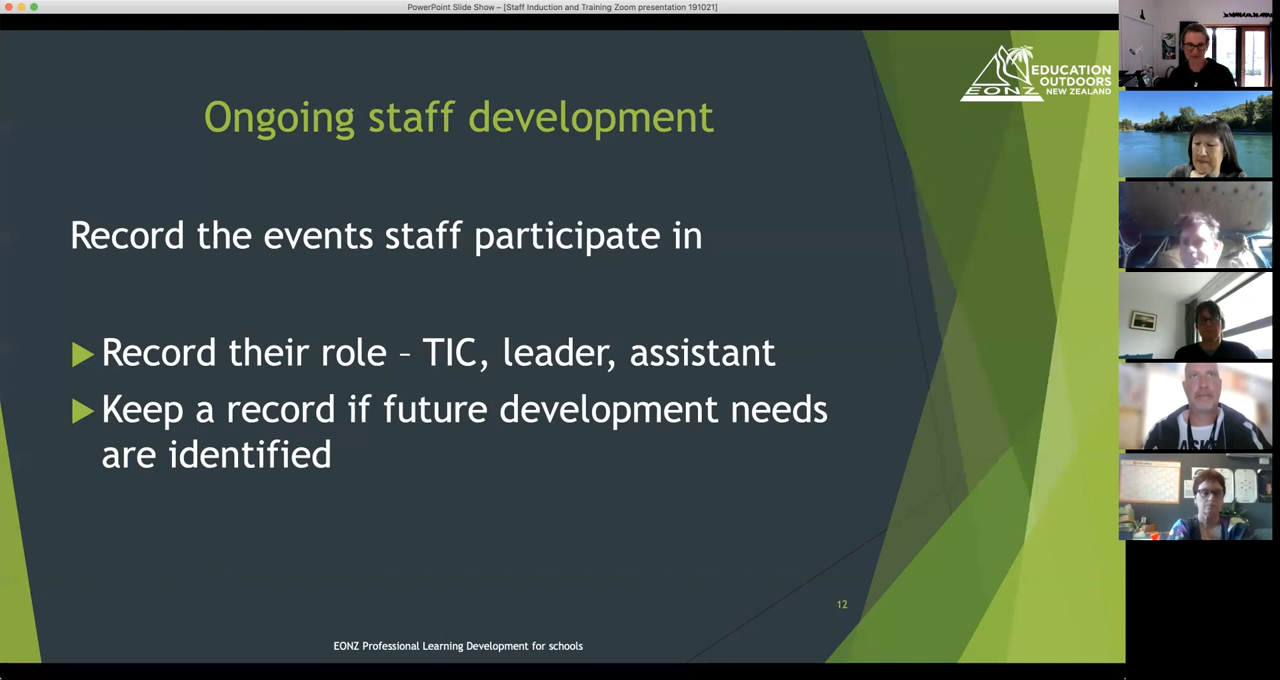 PowerPoint Slide Show – [Staff Induction and Training Zoom presentation 191021]
EDUCATION
OUTDOORS
NEW ZEALAND
EONZ
Ongoing staff development
Record the events staff participate in
Record their role – TIC, leader, assistant
Keep a record if future development needs
are identified
12
EONZ Professional Learning Development for schools